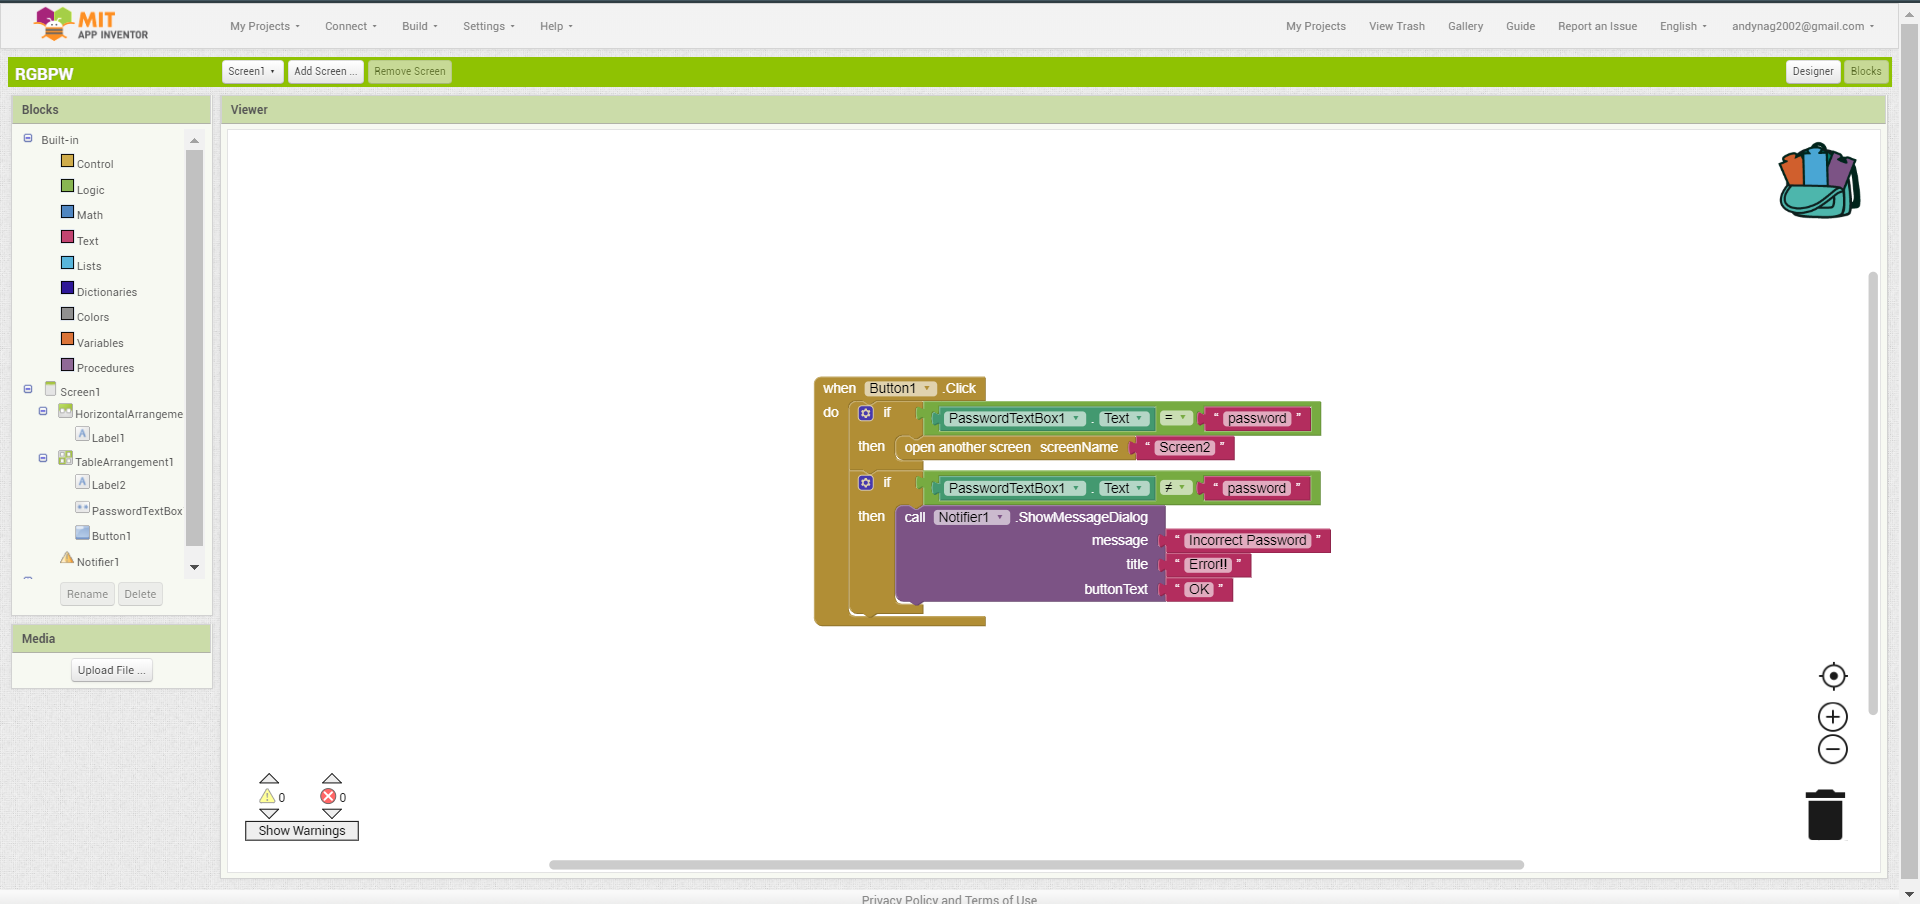 MIT
APP INVENTOR
My Projects Connect Build Settings Help My Projects View Trash Gallery Guide Report an Issue English andynag2002@gmail.com
RGBPW Screen1 Add Screen ... Remove Screen Designer Blocks
Blocks
Viewer
Built-in
Control
Logic
Math
Text
Lists
Dictionaries
Colors
Variables
Procedures
Screen1
HorizontalArrangeme
Label1
TableArrangement1
Label2
PasswordTextBox
Button1
Notifier1
Rename Delete
Media
Upload File ...
when Button1 .Click
do if PasswordTextBox1 . Text = “ password ”
then open another screen screenName “ Screen2 ”
if PasswordTextBox1 . Text ≠ “ password ”
then call Notifier1 .ShowMessageDialog
message “ Incorrect Password ”
title “ Error!! ”
buttonText “ OK ”
0 0
Show Warnings
Privacy Policy and Terms of Use